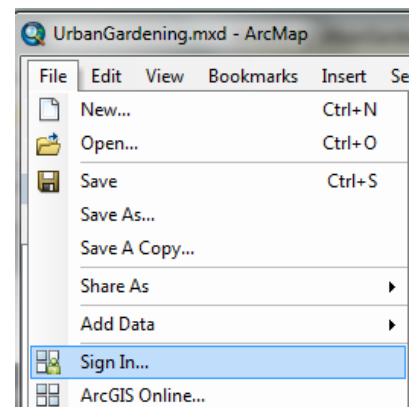 UrbanGardening.mxd - ArcMap
File Edit View Bookmarks Insert Se
New... Ctrl+N
Open... Ctrl+O
Save Ctrl+S
Save As...
Save A Copy...
Share As
Add Data
Sign In...
ArcGIS Online...